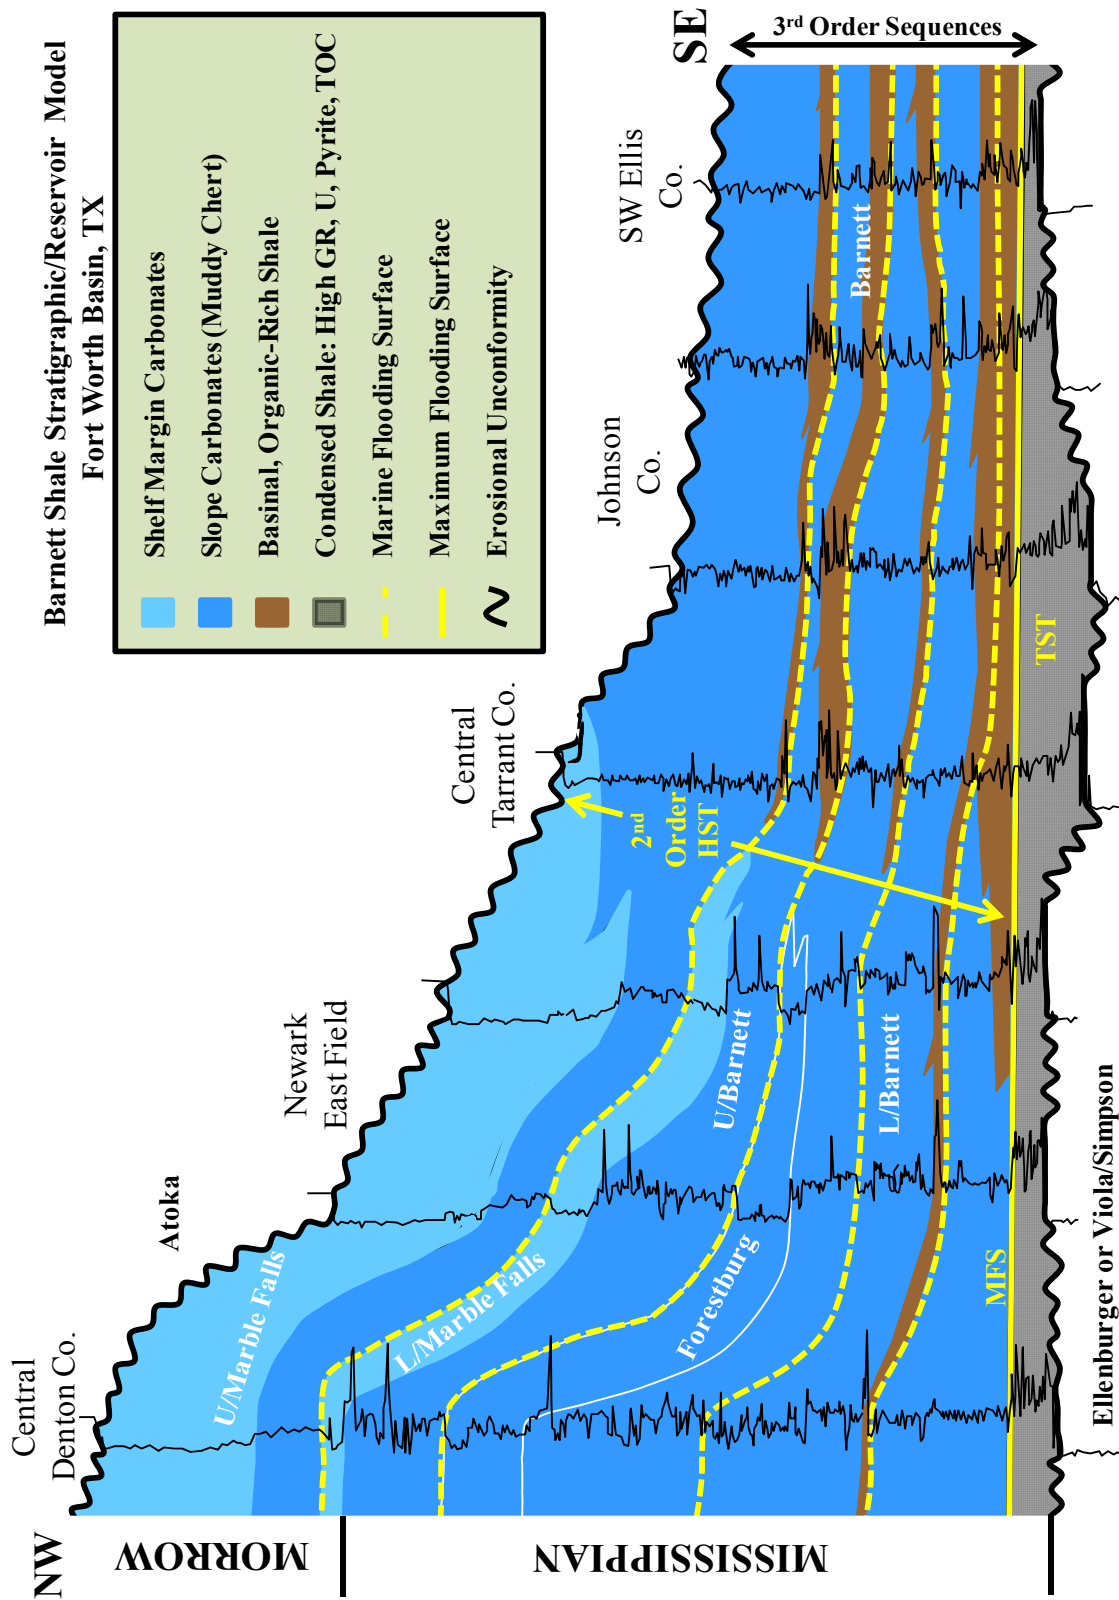 Barnett Shale Stratigraphic/Reservoir Model
Fort Worth Basin, TX
Shelf Margin Carbonates
Slope Carbonates (Muddy Chert)
Basinal, Organic-Rich Shale
Condensed Shale: High GR, U, Pyrite, TOC
Marine Flooding Surface
Maximum Flooding Surface
Erosional Unconformity
NW
SE
Central
Denton Co.
Atoka
Newark
East Field
Central
Tarrant Co.
Johnson
Co.
SW Ellis
Co.
3rd Order Sequences
MORROW
MISSISSIPPIAN
U/Marble Falls
L/Marble Falls
Forestburg
U/Barnett
L/Barnett
Barnett
2nd
Order
HST
MFS
TST
Ellenburger or Viola/Simpson